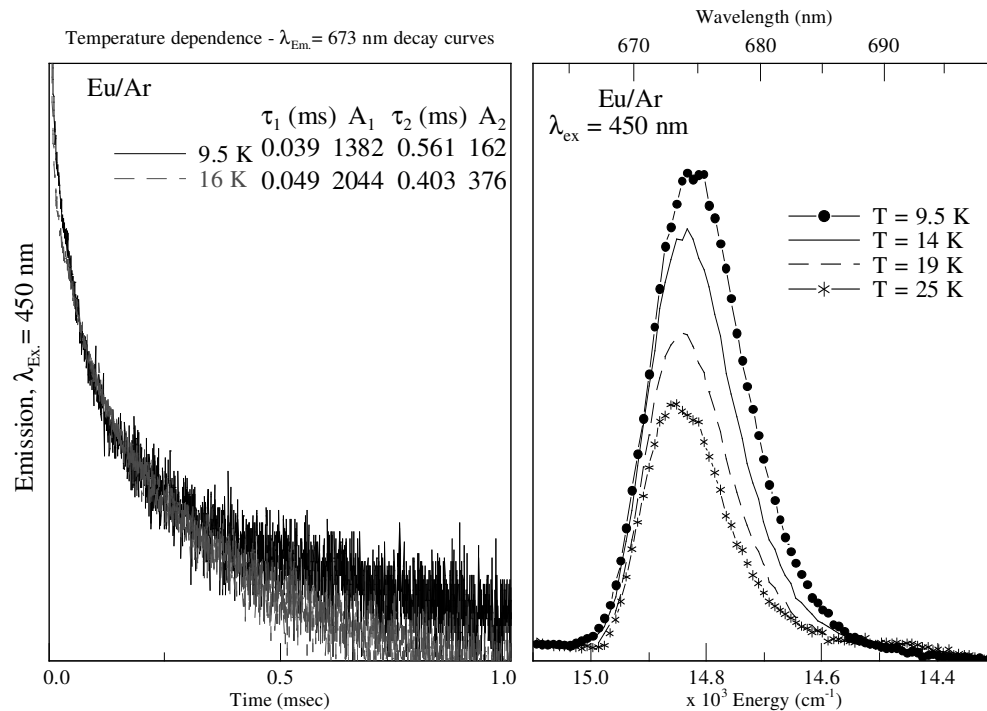 Temperature dependence - λEm.= 673 nm decay curves
Eu/Ar
τ1 (ms) A1 τ2 (ms) A2
9.5 K 0.039 1382 0.561 162
16 K 0.049 2044 0.403 376
Emission, λEx.= 450 nm
0.0 0.5 1.0
Time (msec)
Wavelength (nm)
670 680 690
Eu/Ar
λex = 450 nm
T = 9.5 K
T = 14 K
T = 19 K
T = 25 K
15.0 14.8 14.6 14.4
x 10³ Energy (cm⁻¹)